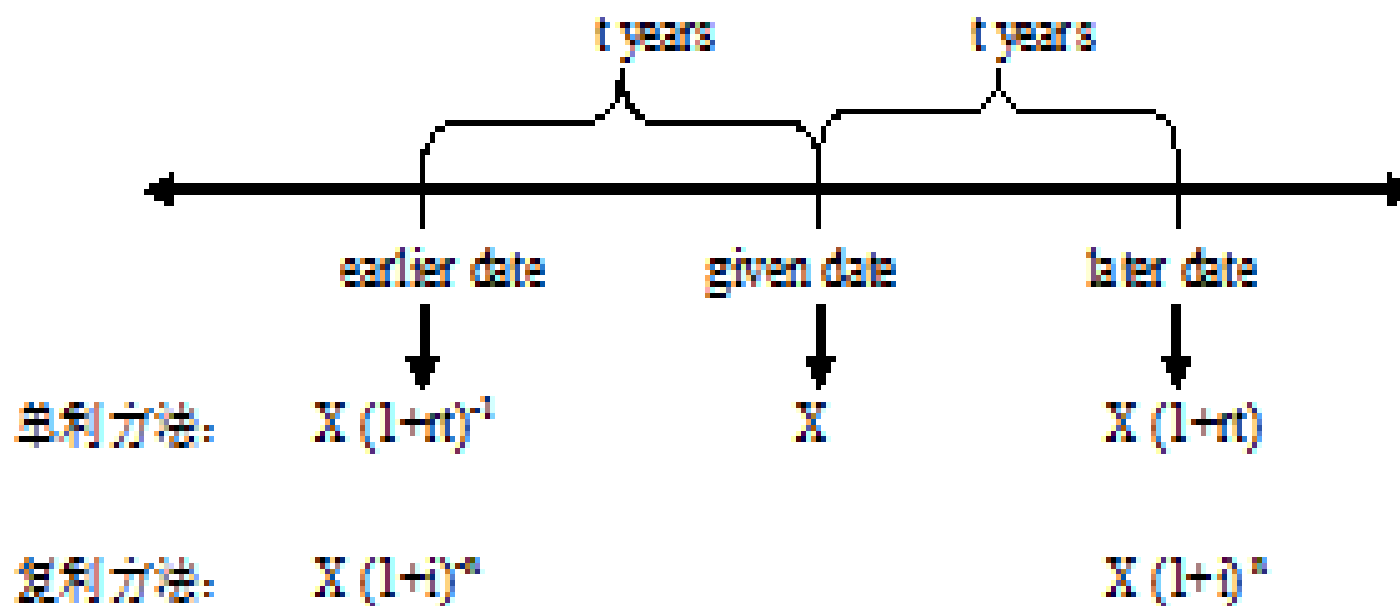 t years t years
earlier date given date later date
单利方法: X (1+rt)⁻¹ X X (1+rt)
复利方法: X (1+i)⁻ⁿ X (1+i)ⁿ